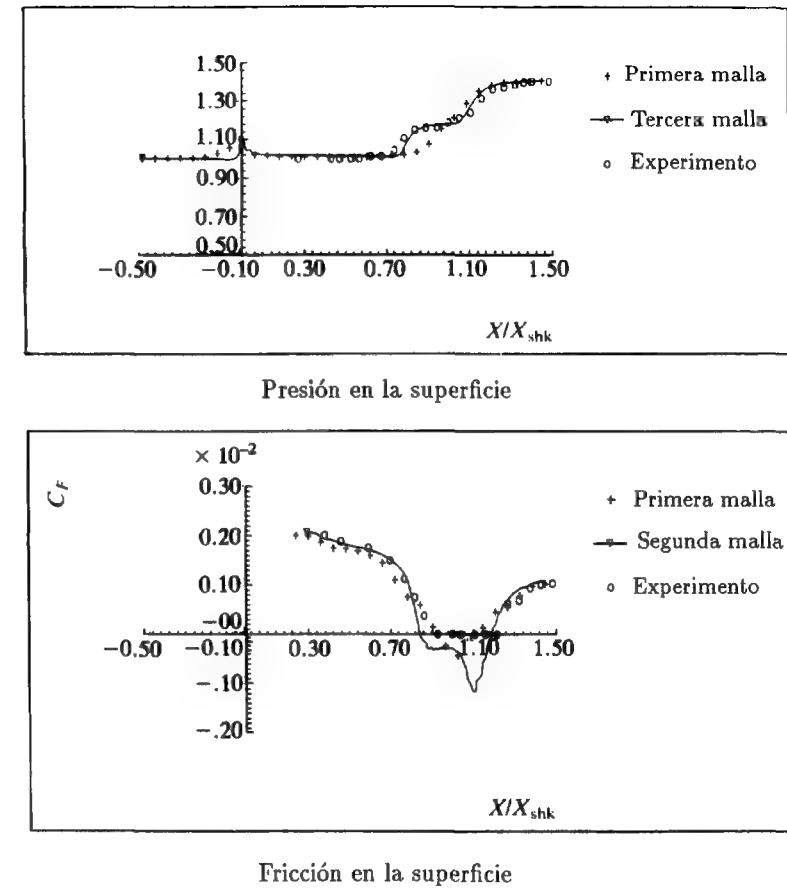 1.50
1.30
1.10
0.90
0.70
0.50
−0.50 −0.10 0.30 0.70 1.10 1.50
X/Xshk
+ Primera malla
Tercera malla
o Experimento
Presión en la superficie
× 10−2
CF
0.30
0.20
0.10
−00
−0.50 −0.10 0.30 0.70 1.10 1.50
−.10
−.20
X/Xshk
+ Primera malla
Segunda malla
o Experimento
Fricción en la superficie